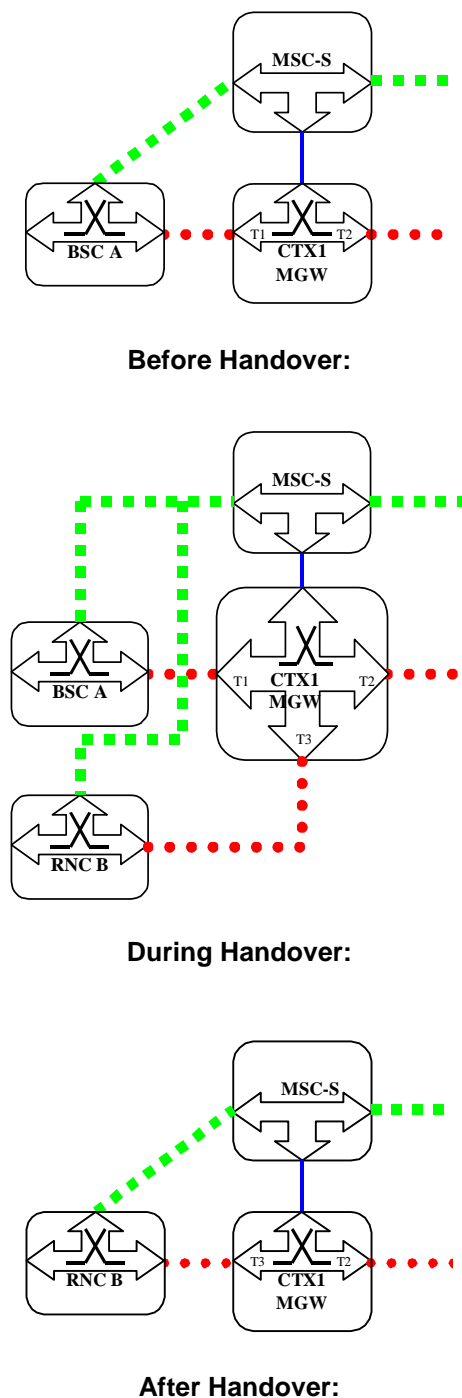 MSC-S
BSC A
T1
T2
CTX1
MGW
Before Handover:
MSC-S
BSC A
T1
CTX1
T2
MGW
T3
RNC B
During Handover:
MSC-S
RNC B
T3
T2
CTX1
MGW
After Handover: